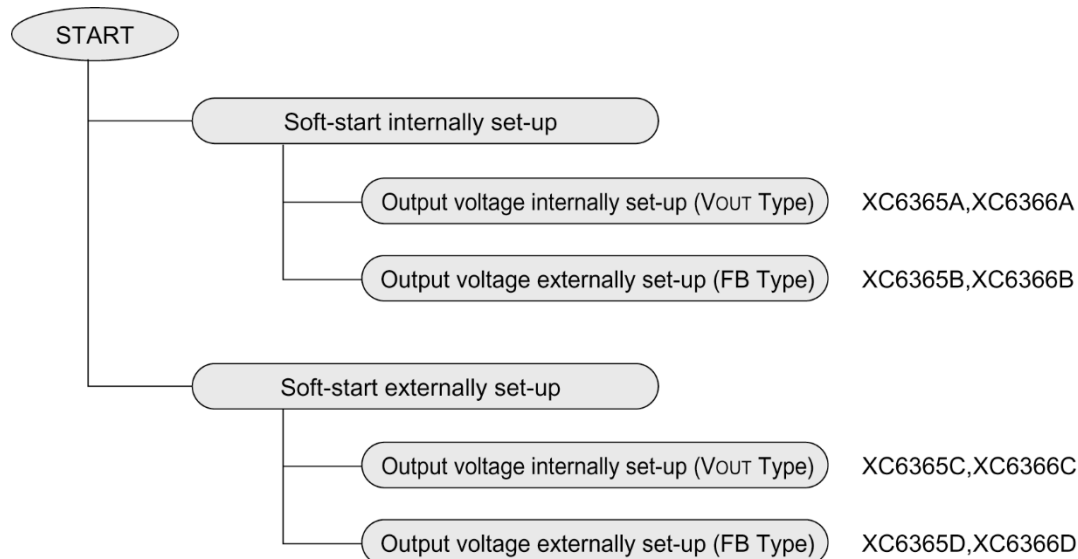 START
Soft-start internally set-up
Output voltage internally set-up (VOUT Type) XC6365A,XC6366A
Output voltage externally set-up (FB Type) XC6365B,XC6366B
Soft-start externally set-up
Output voltage internally set-up (VOUT Type) XC6365C,XC6366C
Output voltage externally set-up (FB Type) XC6365D,XC6366D